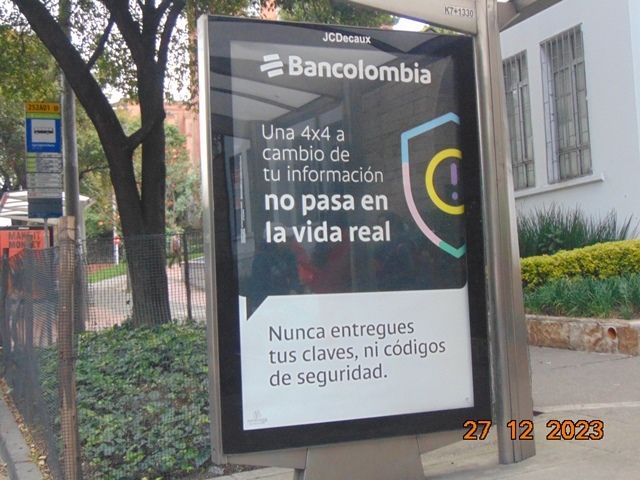 K7+1330
JCDecaux
Bancolombia
Una 4x4 a
cambio de
tu información
no pasa en
la vida real
Nunca entregues
tus claves, ni códigos
de seguridad.
27 12 2023